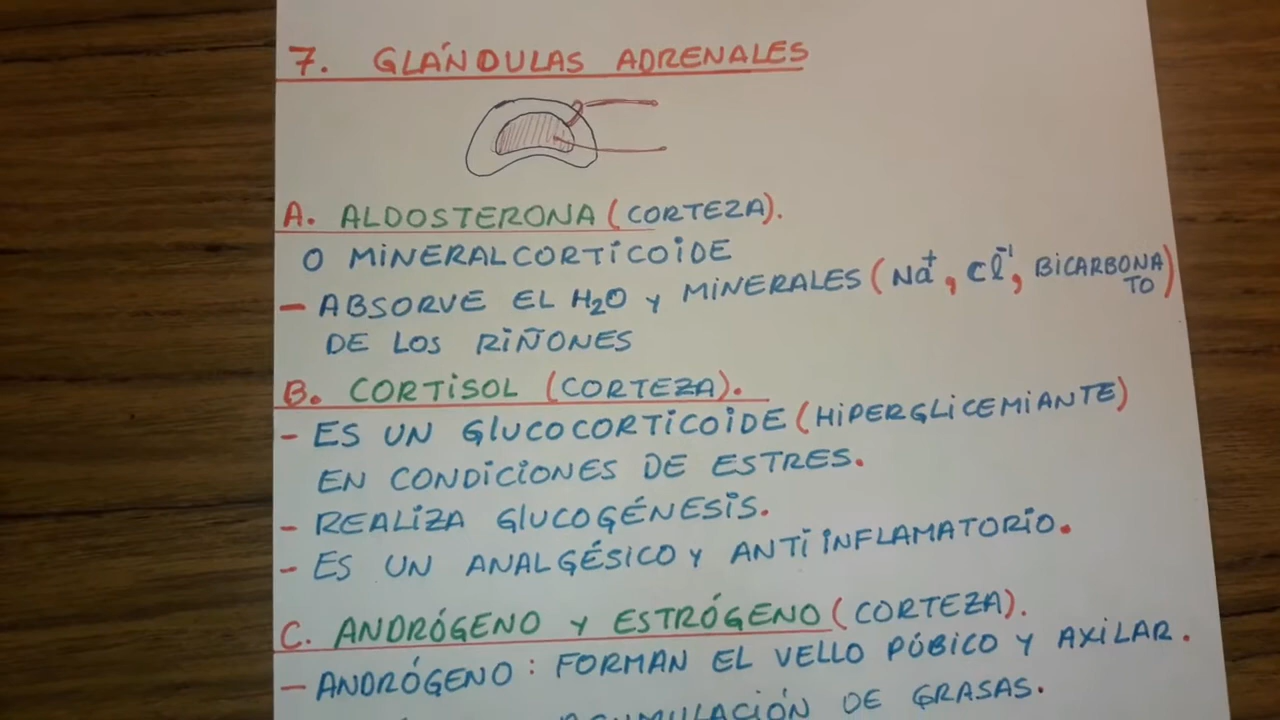 7. GLÁNDULAS ADRENALES
A. ALDOSTERONA (CORTEZA).
O MINERALCORTICOIDE
- ABSORVE EL H₂O Y MINERALES (Na⁺, Cl⁻¹, BICARBONA
TO)
DE LOS RIÑONES
B. CORTISOL (CORTEZA).
- ES UN GLUCOCORTICOIDE (HIPERGLICEMIANTE)
EN CONDICIONES DE ESTRES.
- REALIZA GLUCOGÉNESIS.
- ES UN ANALGÉSICO Y ANTIINFLAMATORIO.
C. ANDRÓGENO Y ESTRÓGENO (CORTEZA).
- ANDRÓGENO: FORMAN EL VELLO PÚBICO Y AXILAR.
ACUMULACIÓN DE GRASAS.